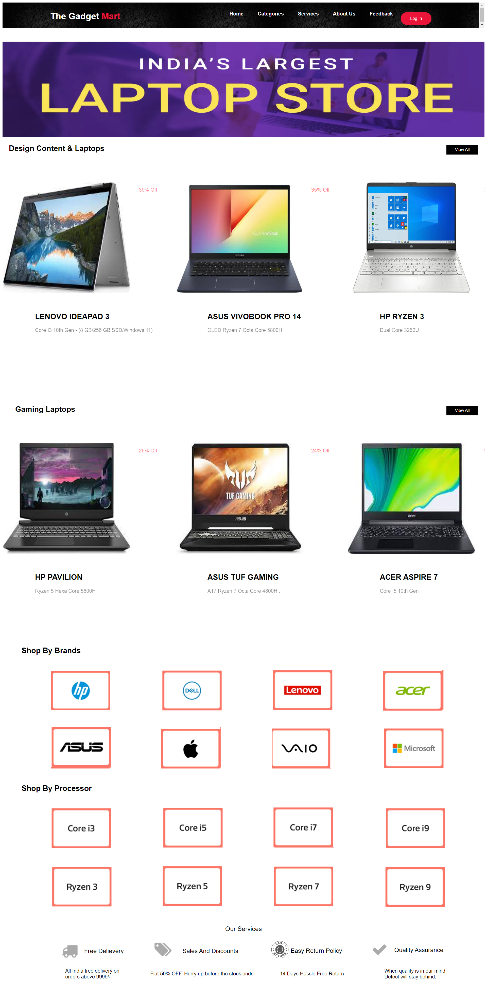 The Gadget Mart
Home
Categories
Services
About Us
Feedback
Log In
INDIA'S LARGEST
LAPTOP STORE
Design Content & Laptops
View All
39% Off
35% Off
ASUS VivoBook
LENOVO IDEAPAD 3
Core I3 10th Gen - (8 GB/256 GB SSD/Windows 11)
ASUS VIVOBOOK PRO 14
OLED Ryzen 7 Octa Core 5800H
HP RYZEN 3
Dual Core 3250U
Gaming Laptops
View All
26% Off
24% Off
TUF GAMING
ASUS
acer
HP PAVILION
Ryzen 5 Hexa Core 5600H
ASUS TUF GAMING
A17 Ryzen 7 Octa Core 4800H .
ACER ASPIRE 7
Core I5 10th Gen
Shop By Brands
hp
DELL
Lenovo
acer
ASUS
VAIO
Microsoft
Shop By Processor
Core i3
Core i5
Core i7
Core i9
Ryzen 3
Ryzen 5
Ryzen 7
Ryzen 9
Our Services
Free Delievery
All India free delivery on
orders above 9999/-
Sales And Discounts
Flat 50% OFF, Hurry up before the stock ends
EASY
RETURN
Easy Return Policy
14 Days Hassle Free Return
Quality Assurance
When quality is in our mind
Defect will stay behind.